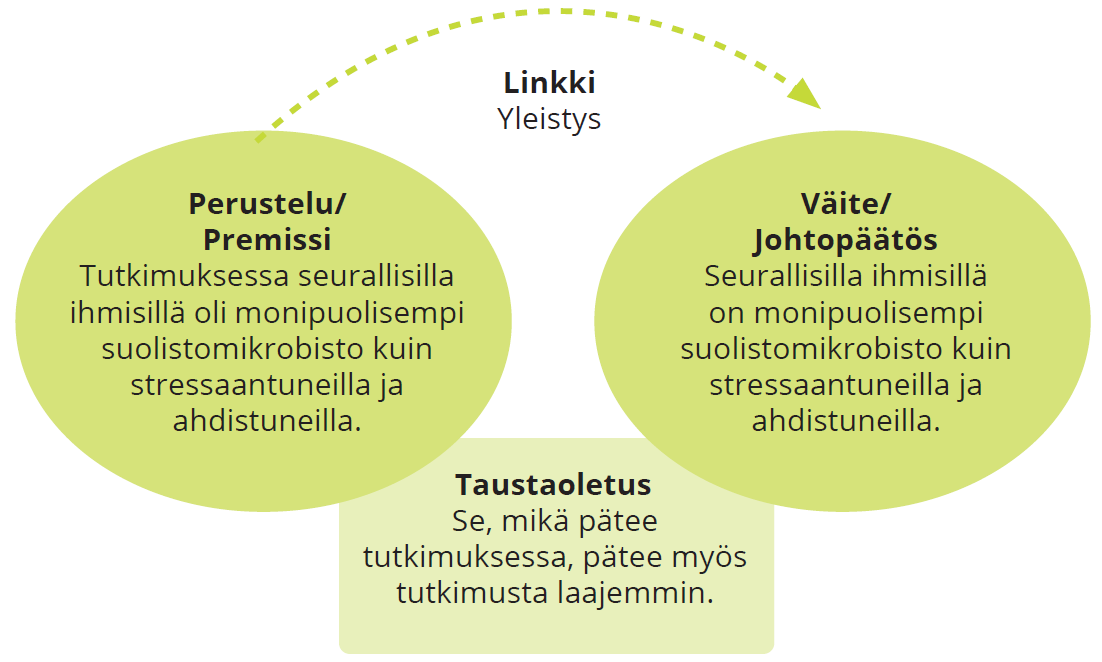 Linkki
Yleistys
Perustelu/
Premissi
Tutkimuksessa seurallisilla
ihmisillä oli monipuolisempi
suolistomikrobisto kuin
stressaantuneilla ja
ahdistuneilla.
Väite/
Johtopäätös
Seurallisilla ihmisillä
on monipuolisempi
suolistomikrobisto kuin
stressaantuneilla ja
ahdistuneilla.
Taustaoletus
Se, mikä pätee
tutkimuksessa, pätee myös
tutkimusta laajemmin.